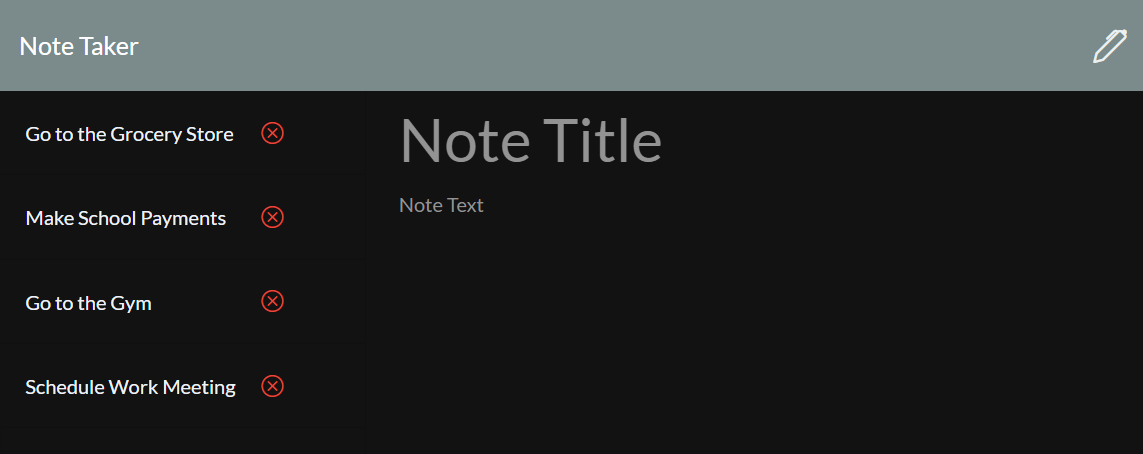 Note Taker
Go to the Grocery Store
Make School Payments
Go to the Gym
Schedule Work Meeting
Note Title
Note Text